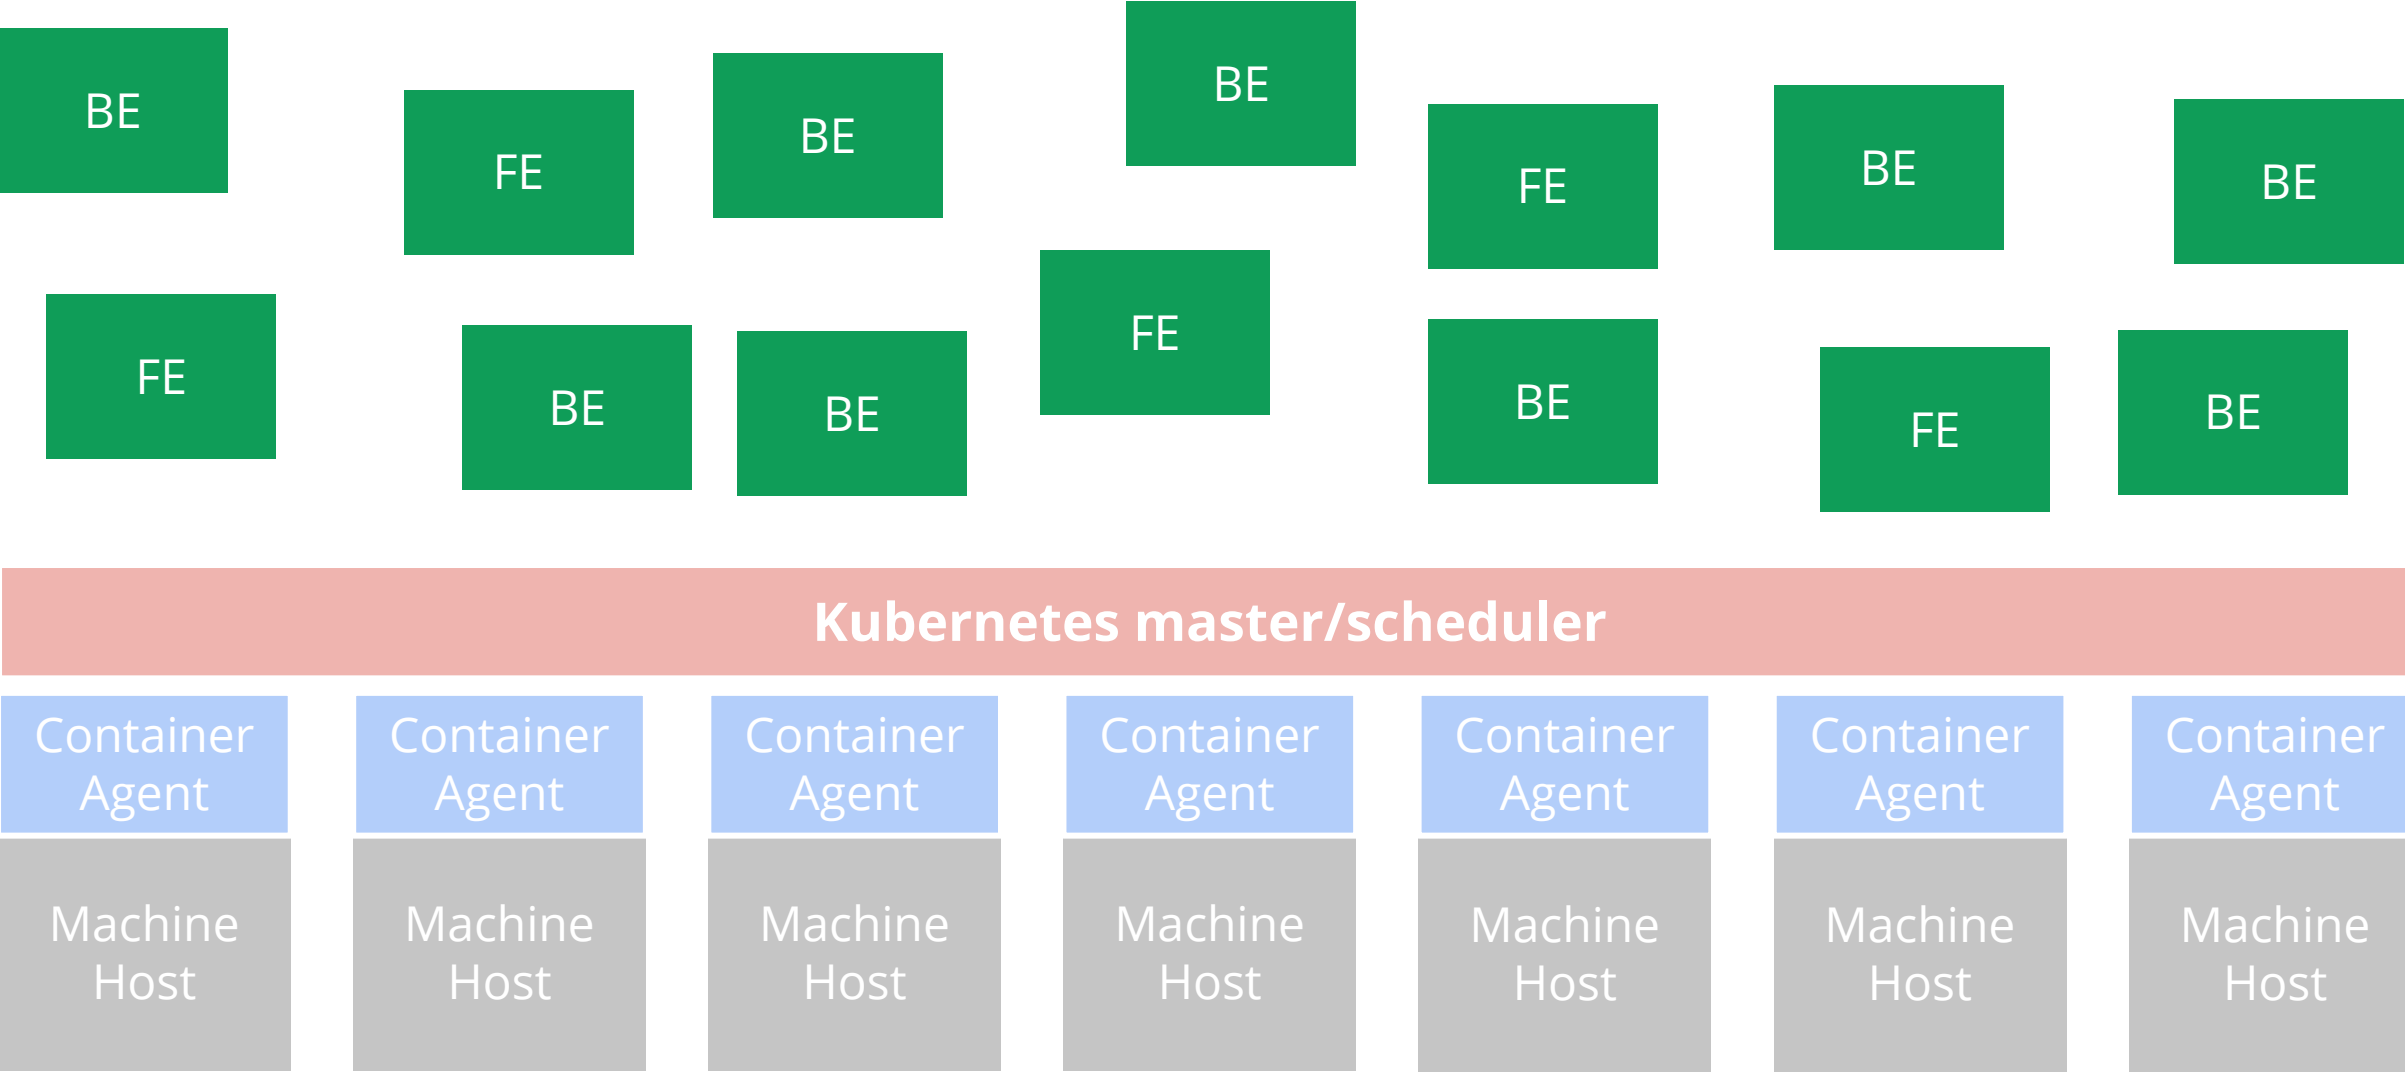 BE
FE
BE
BE
FE
BE
BE
FE
BE
BE
FE
BE
FE
BE
Kubernetes master/scheduler
Container
Agent
Container
Agent
Container
Agent
Container
Agent
Container
Agent
Container
Agent
Container
Agent
Machine
Host
Machine
Host
Machine
Host
Machine
Host
Machine
Host
Machine
Host
Machine
Host